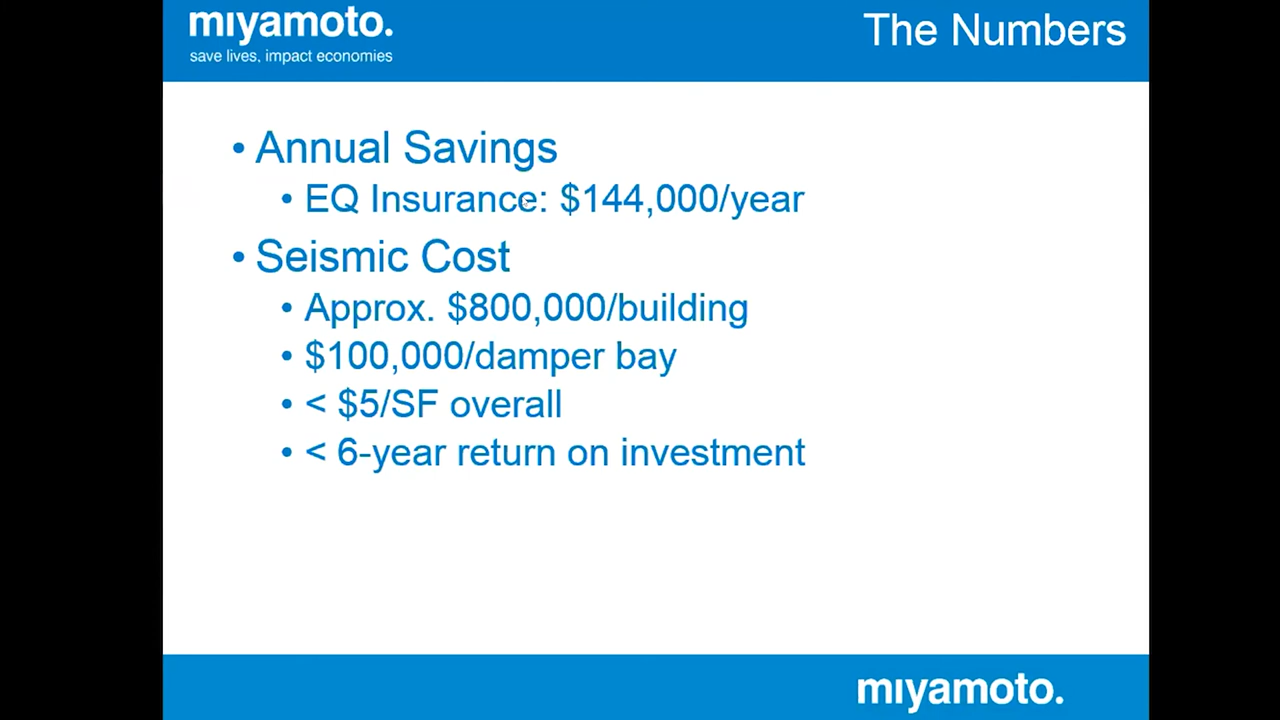 miyamoto.
save lives, impact economies
The Numbers
• Annual Savings
• EQ Insurance: $144,000/year
• Seismic Cost
• Approx. $800,000/building
• $100,000/damper bay
• < $5/SF overall
• < 6-year return on investment
miyamoto.